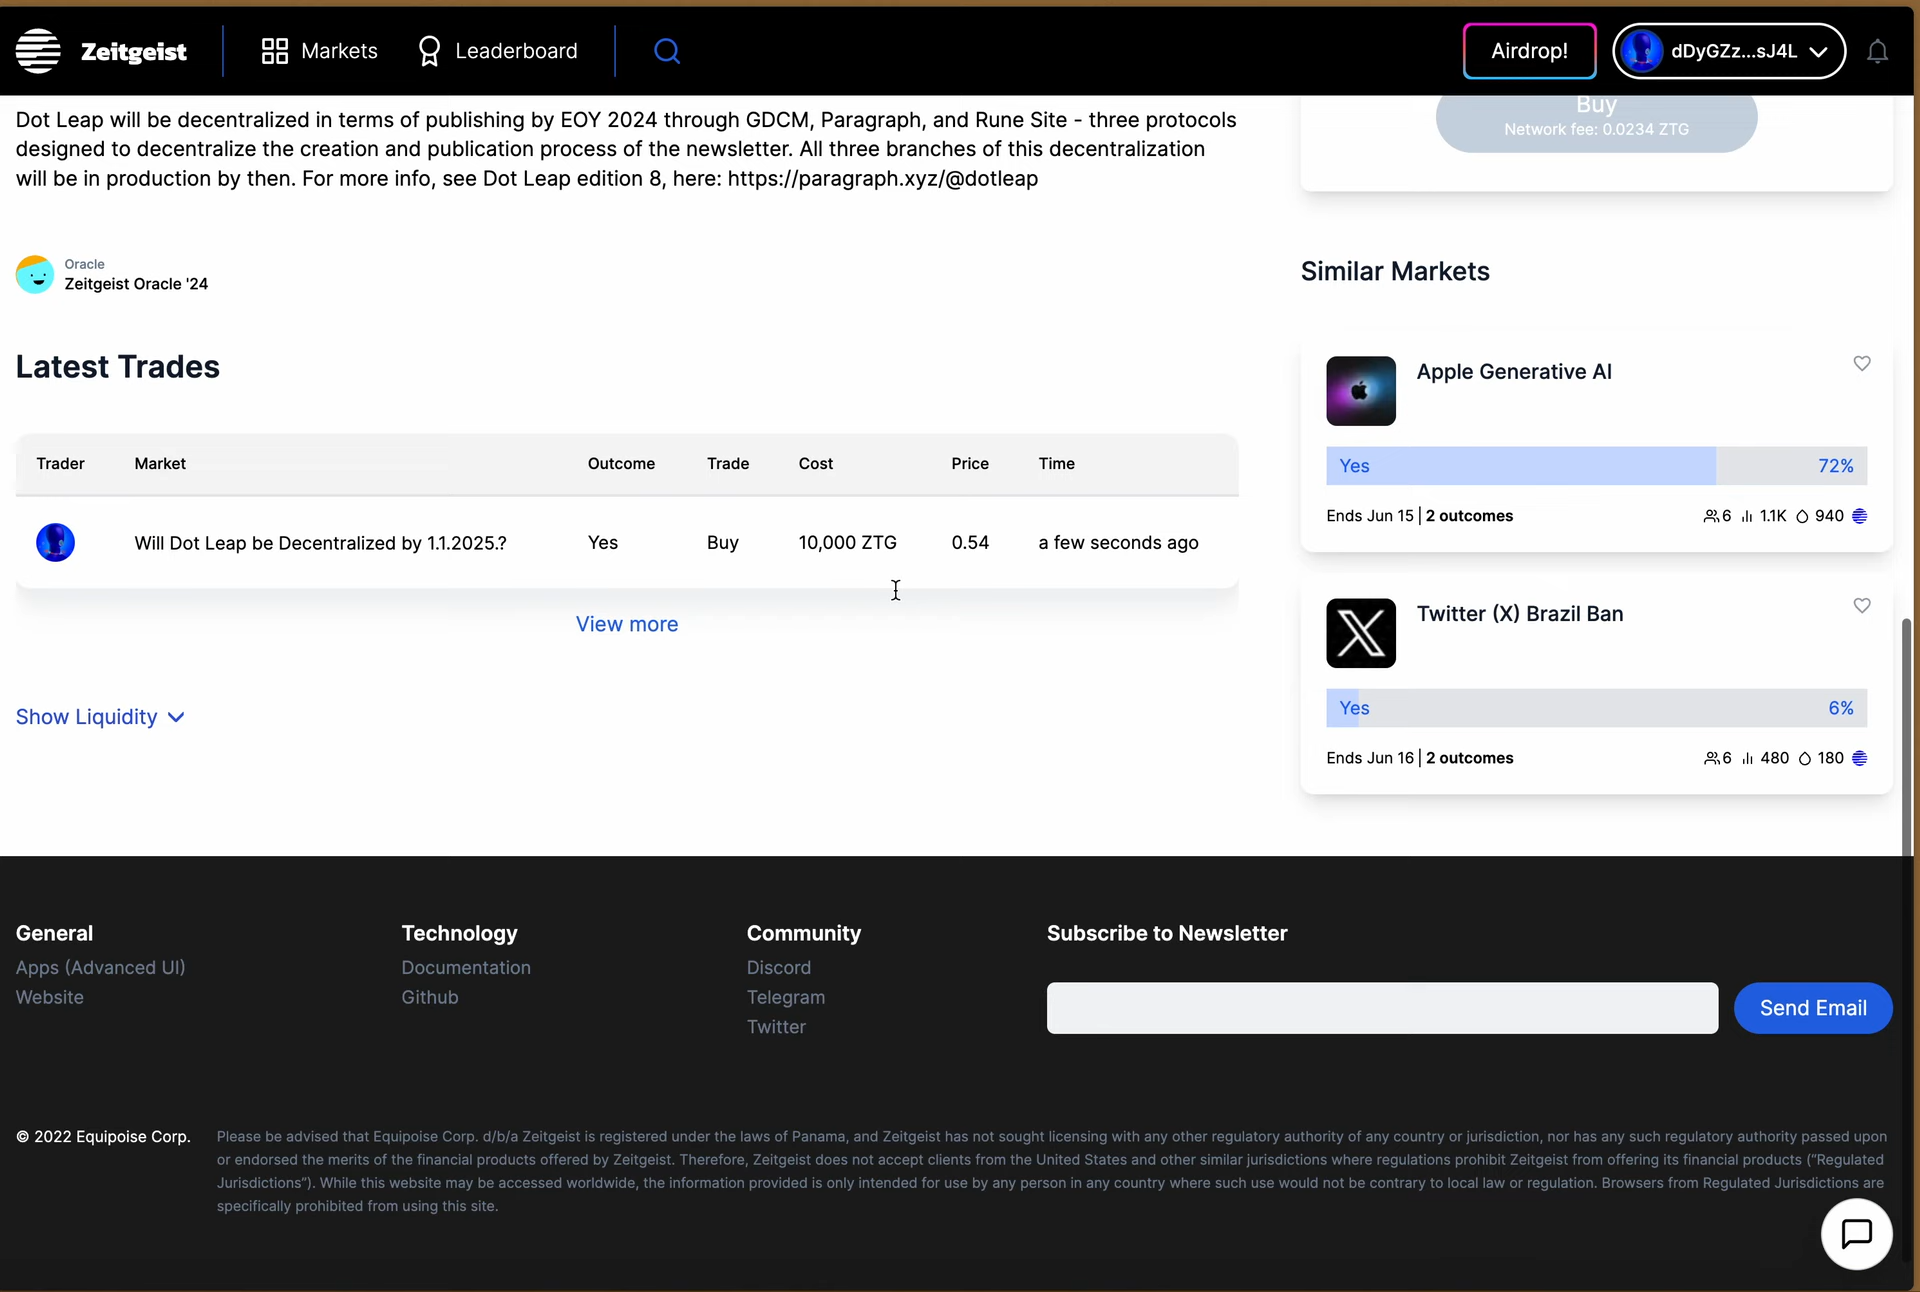 Zeitgeist
Markets
Leaderboard
Airdrop!
dDyGZz...sJ4L
Dot Leap will be decentralized in terms of publishing by EOY 2024 through GDCM, Paragraph, and Rune Site - three protocols
designed to decentralize the creation and publication process of the newsletter. All three branches of this decentralization
will be in production by then. For more info, see Dot Leap edition 8, here: https://paragraph.xyz/@dotleap
Buy
Network fee: 0.0234 ZTG
Oracle
Zeitgeist Oracle '24
Latest Trades
Trader Market Outcome Trade Cost Price Time
Will Dot Leap be Decentralized by 1.1.2025.? Yes Buy 10,000 ZTG 0.54 a few seconds ago
View more
Show Liquidity
Similar Markets
Apple Generative AI
Yes 72%
Ends Jun 15 | 2 outcomes 6 1.1K 940
Twitter (X) Brazil Ban
Yes 6%
Ends Jun 16 | 2 outcomes 6 480 180
General
Apps (Advanced UI)
Website
Technology
Documentation
Github
Community
Discord
Telegram
Twitter
Subscribe to Newsletter
Send Email
© 2022 Equipoise Corp.
Please be advised that Equipoise Corp. d/b/a Zeitgeist is registered under the laws of Panama, and Zeitgeist has not sought licensing with any other regulatory authority of any country or jurisdiction, nor has any such regulatory authority passed upon
or endorsed the merits of the financial products offered by Zeitgeist. Therefore, Zeitgeist does not accept clients from the United States and other similar jurisdictions where regulations prohibit Zeitgeist from offering its financial products (“Regulated
Jurisdictions”). While this website may be accessed worldwide, the information provided is only intended for use by any person in any country where such use would not be contrary to local law or regulation. Browsers from Regulated Jurisdictions are
specifically prohibited from using this site.